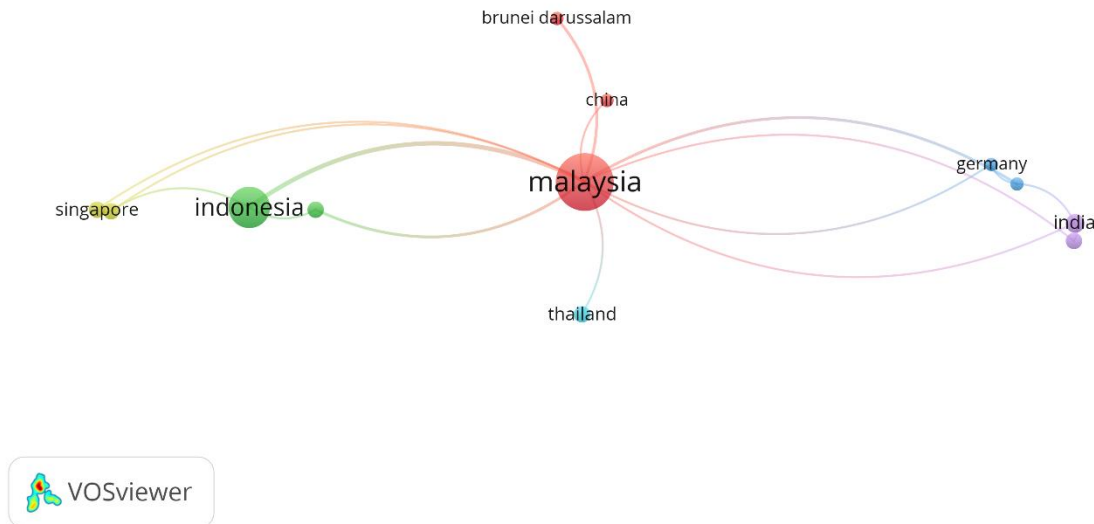 brunei darussalam
china
germany
malaysia
indonesia
singapore
india
thailand
VOSviewer